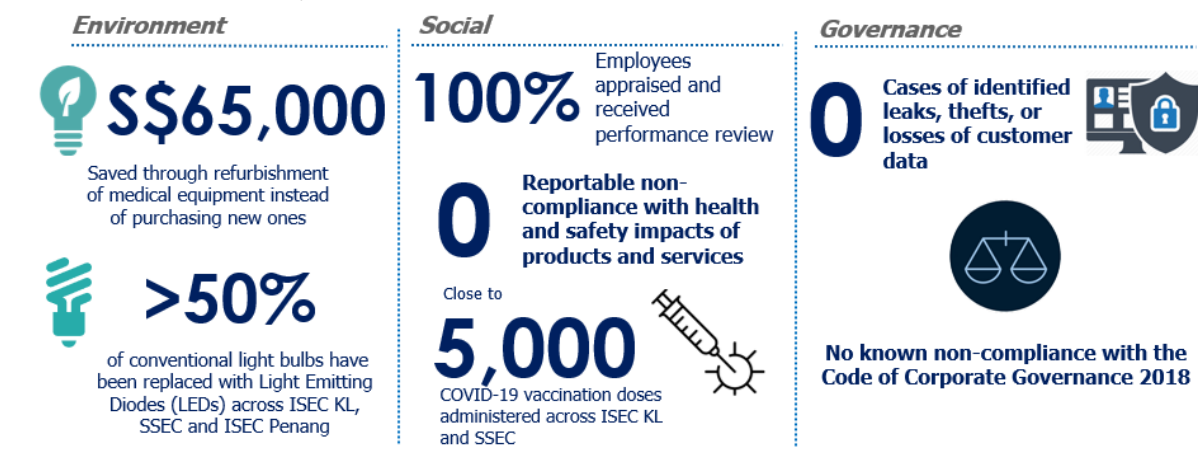 Environment
S$65,000
Saved through refurbishment
of medical equipment instead
of purchasing new ones
>50%
of conventional light bulbs have
been replaced with Light Emitting
Diodes (LEDs) across ISEC KL,
SSEC and ISEC Penang
Social
100%
Employees
appraised and
received
performance review
0
Reportable non-
compliance with health
and safety impacts of
products and services
Close to
5,000
COVID-19 vaccination doses
administered across ISEC KL
and SSEC
Governance
0
Cases of identified
leaks, thefts, or
losses of customer
data
No known non-compliance with the
Code of Corporate Governance 2018